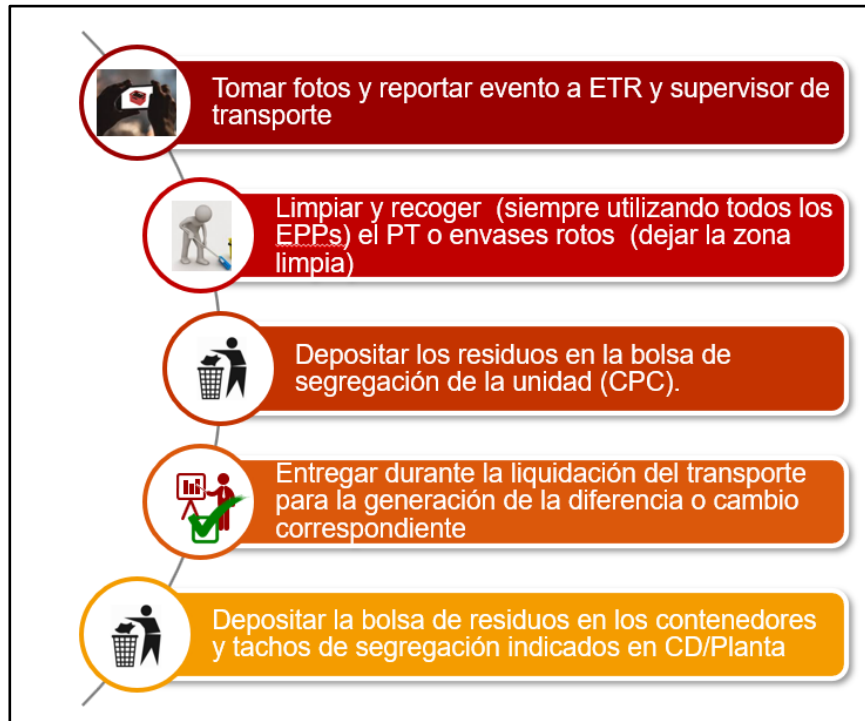 Tomar fotos y reportar evento a ETR y supervisor de
transporte
Limpiar y recoger (siempre utilizando todos los
EPPs) el PT o envases rotos (dejar la zona
limpia)
Depositar los residuos en la bolsa de
segregación de la unidad (CPC).
Entregar durante la liquidación del transporte
para la generación de la diferencia o cambio
correspondiente
Depositar la bolsa de residuos en los contenedores
y tachos de segregación indicados en CD/Planta